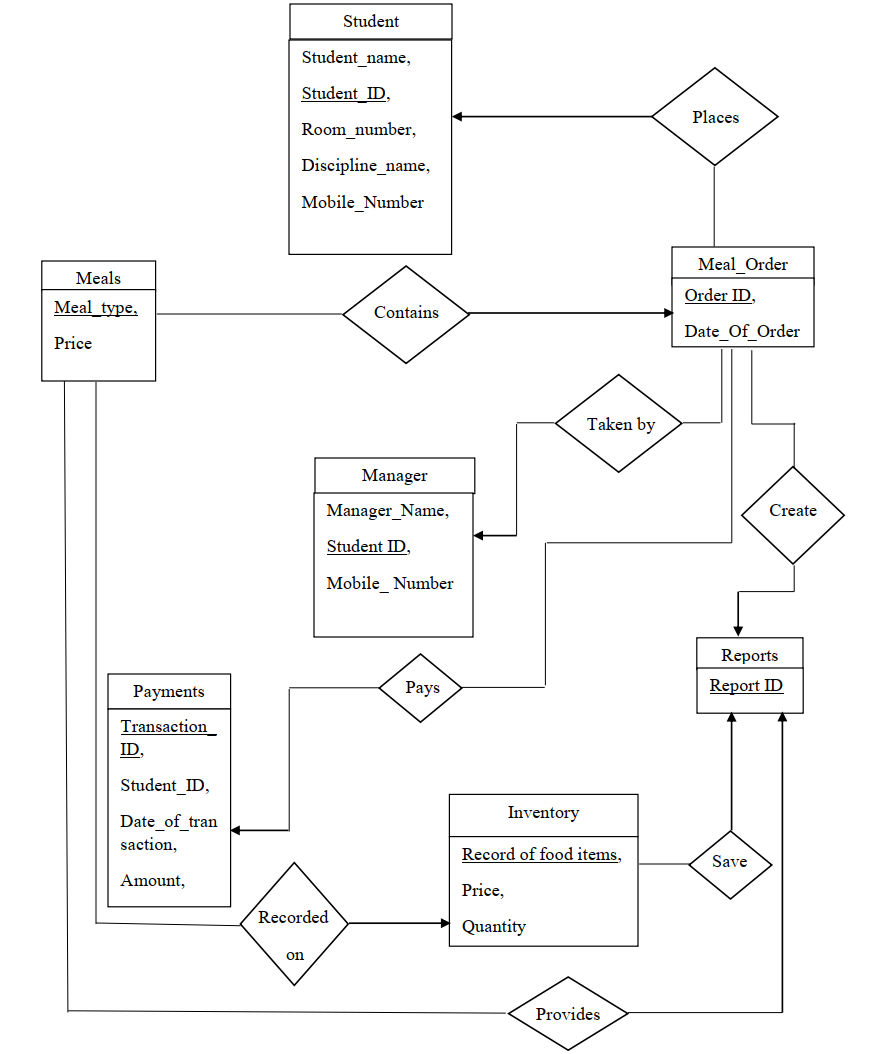 Student
Student_name,
Student_ID,
Room_number,
Discipline_name,
Mobile_Number
Places
Meals
Meal_type,
Price
Contains
Meal_Order
Order ID,
Date_Of_Order
Taken by
Manager
Manager_Name,
Student ID,
Mobile_ Number
Create
Reports
Report ID
Pays
Payments
Transaction_
ID,
Student_ID,
Date_of_tran
saction,
Amount,
Inventory
Record of food items,
Price,
Quantity
Save
Recorded
on
Provides